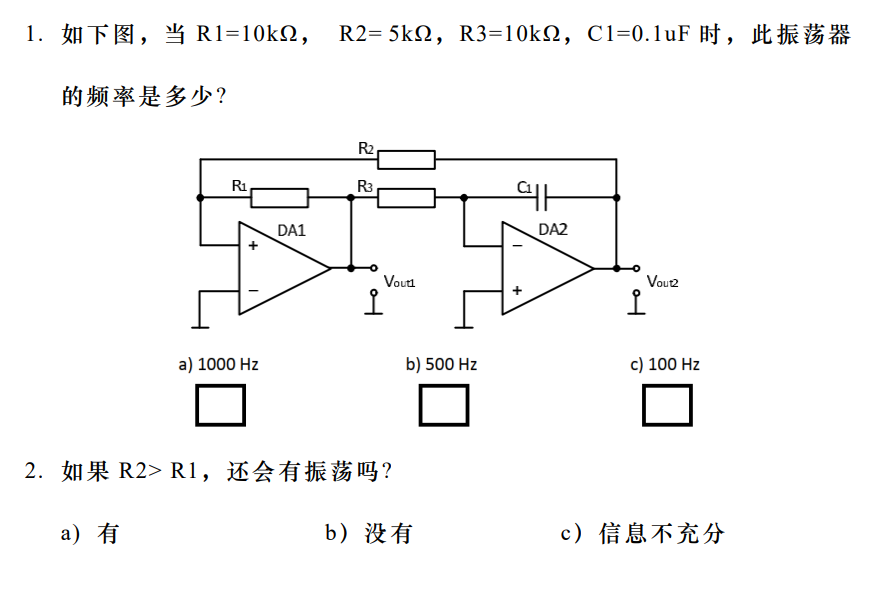 1. 如下图，当 R1=10kΩ， R2= 5kΩ，R3=10kΩ，C1=0.1uF 时，此振荡器
的频率是多少?
R2
R1 R3 C1
DA1 DA2
+ −
Vout1 Vout2
− +
a) 1000 Hz b) 500 Hz c) 100 Hz
2. 如果 R2> R1，还会有振荡吗?
a) 有 b) 没有 c) 信息不充分